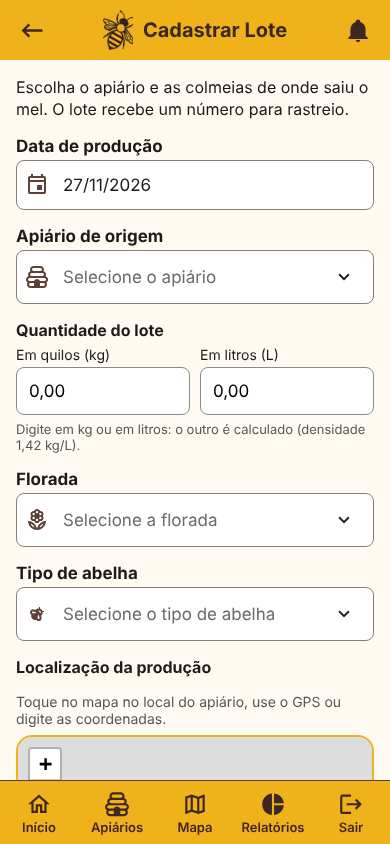 Cadastrar Lote
Escolha o apiário e as colmeias de onde saiu o
mel. O lote recebe um número para rastreio.
Data de produção
27/11/2026
Apiário de origem
Selecione o apiário
Quantidade do lote
Em quilos (kg)
Em litros (L)
0,00
0,00
Digite em kg ou em litros: o outro é calculado (densidade
1,42 kg/L).
Florada
Selecione a florada
Tipo de abelha
Selecione o tipo de abelha
Localização da produção
Toque no mapa no local do apiário, use o GPS ou
digite as coordenadas.
+
Início
Apiários
Mapa
Relatórios
Sair